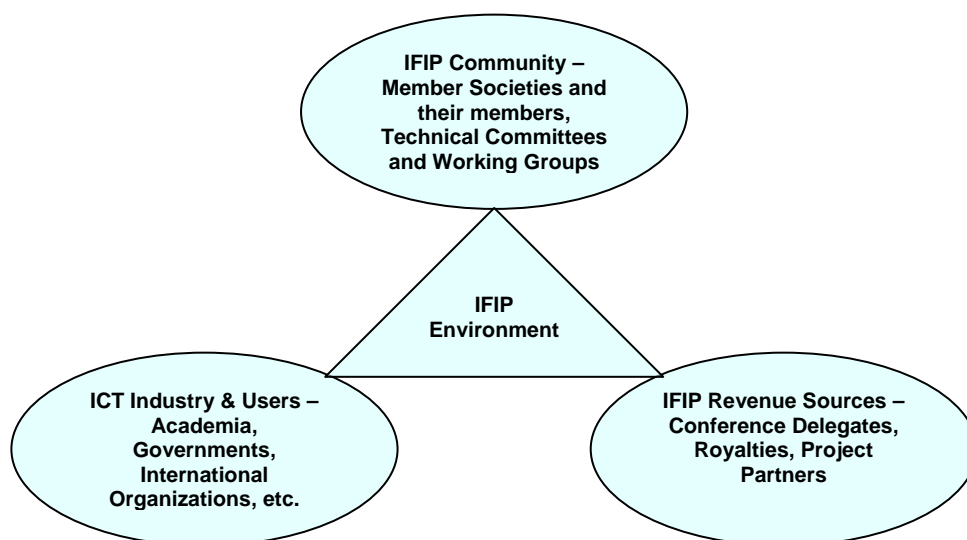 IFIP Community –
Member Societies and
their members,
Technical Committees
and Working Groups
IFIP
Environment
ICT Industry & Users –
Academia,
Governments,
International
Organizations, etc.
IFIP Revenue Sources –
Conference Delegates,
Royalties, Project
Partners